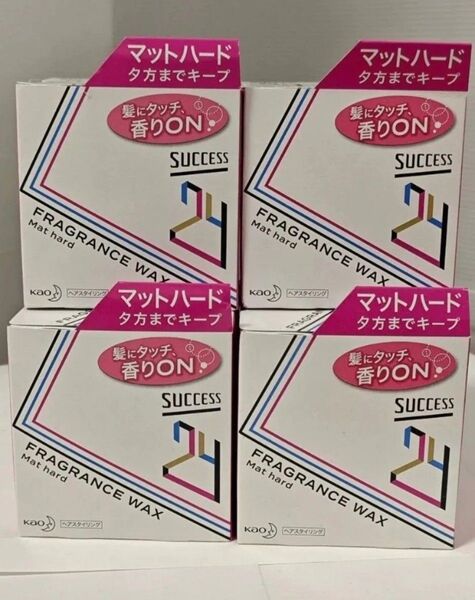 マットハード
夕方までキープ
髪にタッチ、
香りON!
SUCCESS
24
FRAGRANCE WAX
Mat hard
Kao
ヘアスタイリング
マットハード
夕方までキープ
髪にタッチ、
香りON!
SUCCESS
24
FRAGRANCE WAX
Mat hard
Kao
ヘアスタイリング
マットハード
夕方までキープ
FRAGRAN
髪にタッチ、
香りON!
SUCCESS
24
FRAGRANCE WAX
Mat hard
Kao
ヘアスタイリング
マットハード
夕方までキープ
FRAGRA
髪にタッチ、
香りON!
SUCCESS
24
FRAGRANCE WAX
Mat hard
Kao
ヘアスタイリング